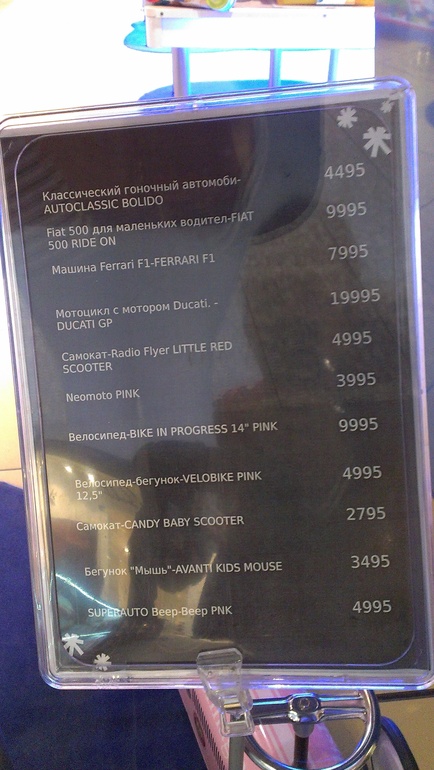 Классический гоночный автомоби- 4495
AUTOCLASSIC BOLIDO
Fiat 500 для маленьких водител-FIAT 9995
500 RIDE ON
Машина Ferrari F1-FERRARI F1 7995
Мотоцикл с мотором Ducati. - 19995
DUCATI GP
Самокат-Radio Flyer LITTLE RED 4995
SCOOTER
Neomoto PINK 3995
Велосипед-BIKE IN PROGRESS 14" PINK 9995
Велосипед-бегунок-VELOBIKE PINK 4995
12,5"
Самокат-CANDY BABY SCOOTER 2795
Бегунок "Мышь"-AVANTI KIDS MOUSE 3495
SUPERAUTO Beep-Beep PNK 4995